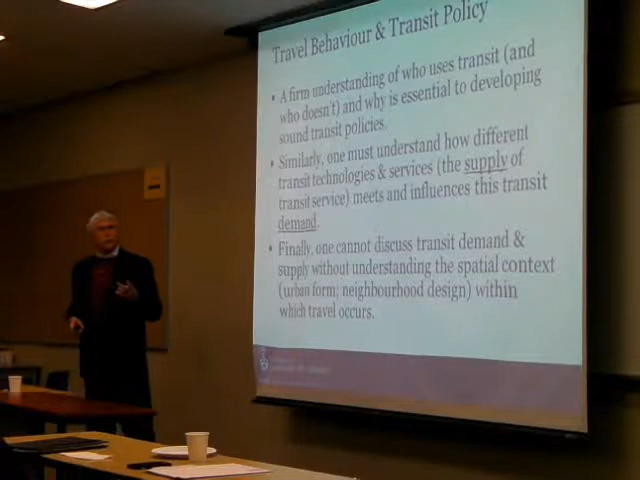 Travel Behaviour & Transit Policy
• A firm understanding of who uses transit (and
who doesn't) and why is essential to developing
sound transit policies.
• Similarly, one must understand how different
transit technologies & services (the supply of
transit service) meets and influences this transit
demand.
• Finally, one cannot discuss transit demand &
supply without understanding the spatial context
(urban form; neighbourhood design) within
which travel occurs.